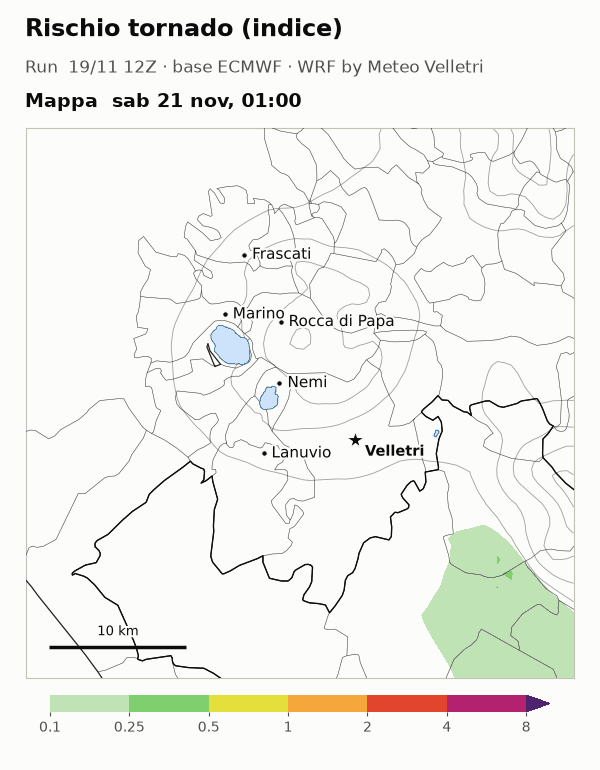 Rischio tornado (indice)
Run  19/11 12Z · base ECMWF · WRF by Meteo Velletri
Mappa  sab 21 nov, 01:00
Frascati
Marino
Rocca di Papa
Nemi
Velletri
Lanuvio
10 km
0.1 0.25 0.5 1 2 4 8